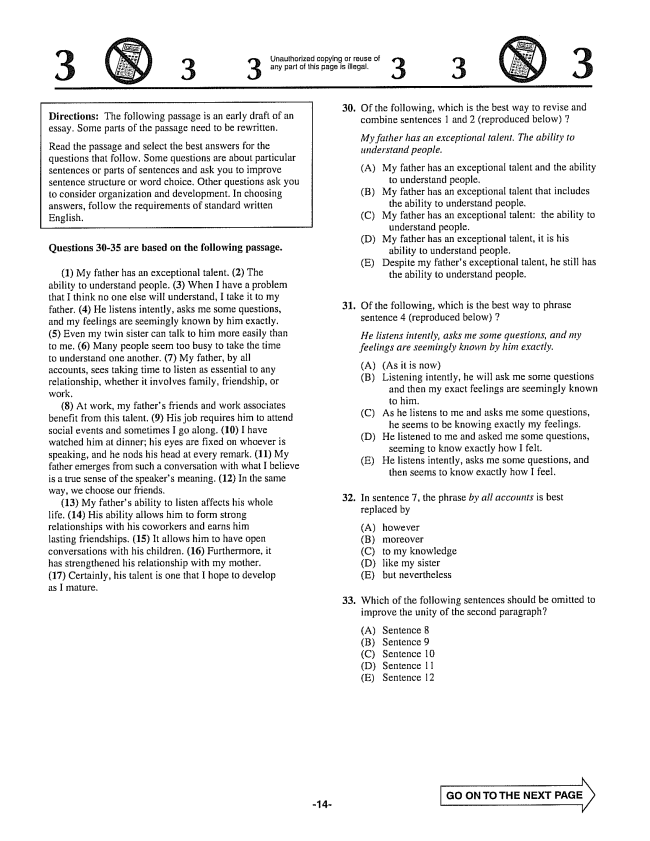 3 3 3 Unauthorized copying or reuse of
any part of this page is illegal. 3 3 3
Directions: The following passage is an early draft of an
essay. Some parts of the passage need to be rewritten.
Read the passage and select the best answers for the
questions that follow. Some questions are about particular
sentences or parts of sentences and ask you to improve
sentence structure or word choice. Other questions ask you
to consider organization and development. In choosing
answers, follow the requirements of standard written
English.
Questions 30-35 are based on the following passage.
(1) My father has an exceptional talent. (2) The
ability to understand people. (3) When I have a problem
that I think no one else will understand, I take it to my
father. (4) He listens intently, asks me some questions,
and my feelings are seemingly known by him exactly.
(5) Even my twin sister can talk to him more easily than
to me. (6) Many people seem too busy to take the time
to understand one another. (7) My father, by all
accounts, sees taking time to listen as essential to any
relationship, whether it involves family, friendship, or
work.
(8) At work, my father's friends and work associates
benefit from this talent. (9) His job requires him to attend
social events and sometimes I go along. (10) I have
watched him at dinner; his eyes are fixed on whoever is
speaking, and he nods his head at every remark. (11) My
father emerges from such a conversation with what I believe
is a true sense of the speaker's meaning. (12) In the same
way, we choose our friends.
(13) My father's ability to listen affects his whole
life. (14) His ability allows him to form strong
relationships with his coworkers and earns him
lasting friendships. (15) It allows him to have open
conversations with his children. (16) Furthermore, it
has strengthened his relationship with my mother.
(17) Certainly, his talent is one that I hope to develop
as I mature.
30. Of the following, which is the best way to revise and
combine sentences 1 and 2 (reproduced below) ?
My father has an exceptional talent. The ability to
understand people.
(A) My father has an exceptional talent and the ability
to understand people.
(B) My father has an exceptional talent that includes
the ability to understand people.
(C) My father has an exceptional talent: the ability to
understand people.
(D) My father has an exceptional talent, it is his
ability to understand people.
(E) Despite my father's exceptional talent, he still has
the ability to understand people.
31. Of the following, which is the best way to phrase
sentence 4 (reproduced below) ?
He listens intently, asks me some questions, and my
feelings are seemingly known by him exactly.
(A) (As it is now)
(B) Listening intently, he will ask me some questions
and then my exact feelings are seemingly known
to him.
(C) As he listens to me and asks me some questions,
he seems to be knowing exactly my feelings.
(D) He listened to me and asked me some questions,
seeming to know exactly how I felt.
(E) He listens intently, asks me some questions, and
then seems to know exactly how I feel.
32. In sentence 7, the phrase by all accounts is best
replaced by
(A) however
(B) moreover
(C) to my knowledge
(D) like my sister
(E) but nevertheless
33. Which of the following sentences should be omitted to
improve the unity of the second paragraph?
(A) Sentence 8
(B) Sentence 9
(C) Sentence 10
(D) Sentence 11
(E) Sentence 12
GO ON TO THE NEXT PAGE
-14-